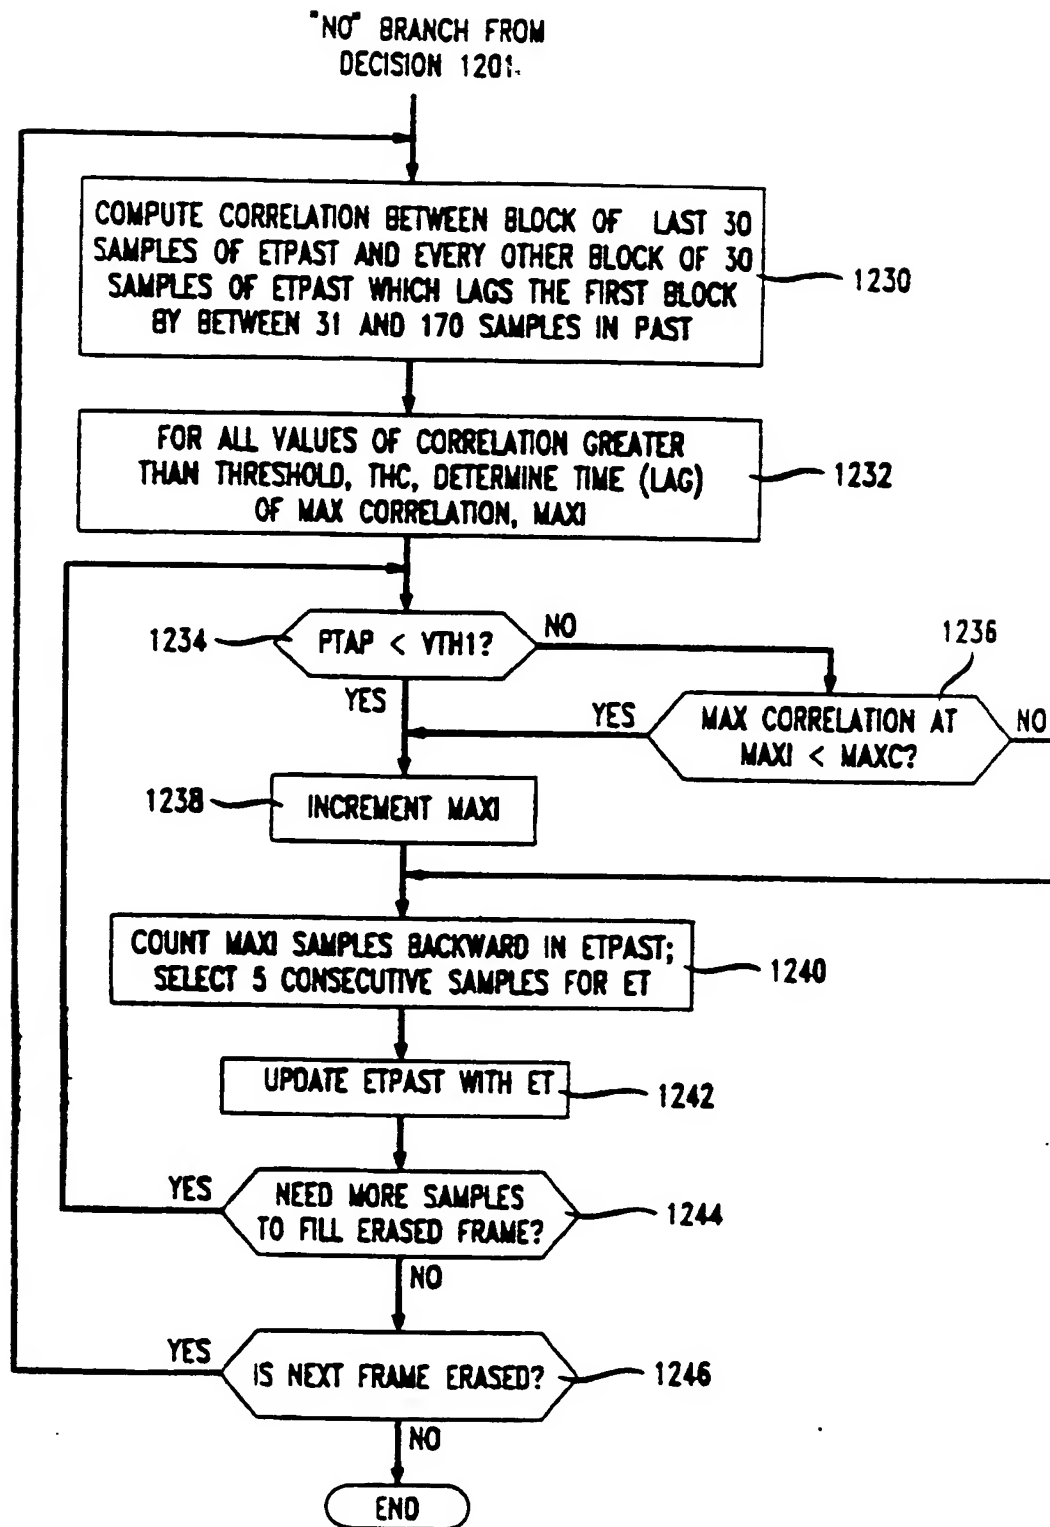 "NO" BRANCH FROM
DECISION 1201.
COMPUTE CORRELATION BETWEEN BLOCK OF LAST 30
SAMPLES OF ETPAST AND EVERY OTHER BLOCK OF 30
SAMPLES OF ETPAST WHICH LAGS THE FIRST BLOCK
BY BETWEEN 31 AND 170 SAMPLES IN PAST
1230
FOR ALL VALUES OF CORRELATION GREATER
THAN THRESHOLD, THC, DETERMINE TIME (LAG)
OF MAX CORRELATION, MAXI
1232
1234
PTAP < VTH1?
NO
1236
YES
YES
MAX CORRELATION AT
MAXI < MAXC?
NO
1238
INCREMENT MAXI
COUNT MAXI SAMPLES BACKWARD IN ETPAST;
SELECT 5 CONSECUTIVE SAMPLES FOR ET
1240
UPDATE ETPAST WITH ET
1242
YES
NEED MORE SAMPLES
TO FILL ERASED FRAME?
1244
NO
YES
IS NEXT FRAME ERASED?
1246
NO
END